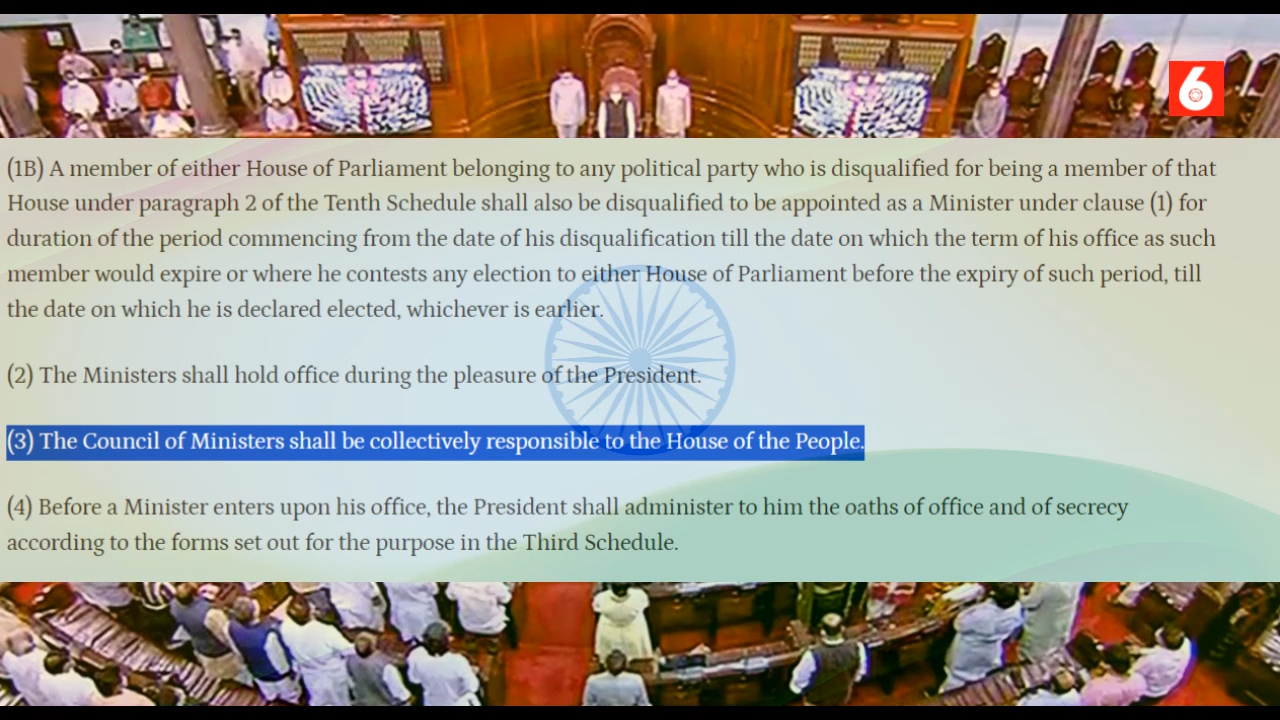 6
(1B) A member of either House of Parliament belonging to any political party who is disqualified for being a member of that
House under paragraph 2 of the Tenth Schedule shall also be disqualified to be appointed as a Minister under clause (1) for
duration of the period commencing from the date of his disqualification till the date on which the term of his office as such
member would expire or where he contests any election to either House of Parliament before the expiry of such period, till
the date on which he is declared elected, whichever is earlier.
(2) The Ministers shall hold office during the pleasure of the President.
(3) The Council of Ministers shall be collectively responsible to the House of the People.
(4) Before a Minister enters upon his office, the President shall administer to him the oaths of office and of secrecy
according to the forms set out for the purpose in the Third Schedule.